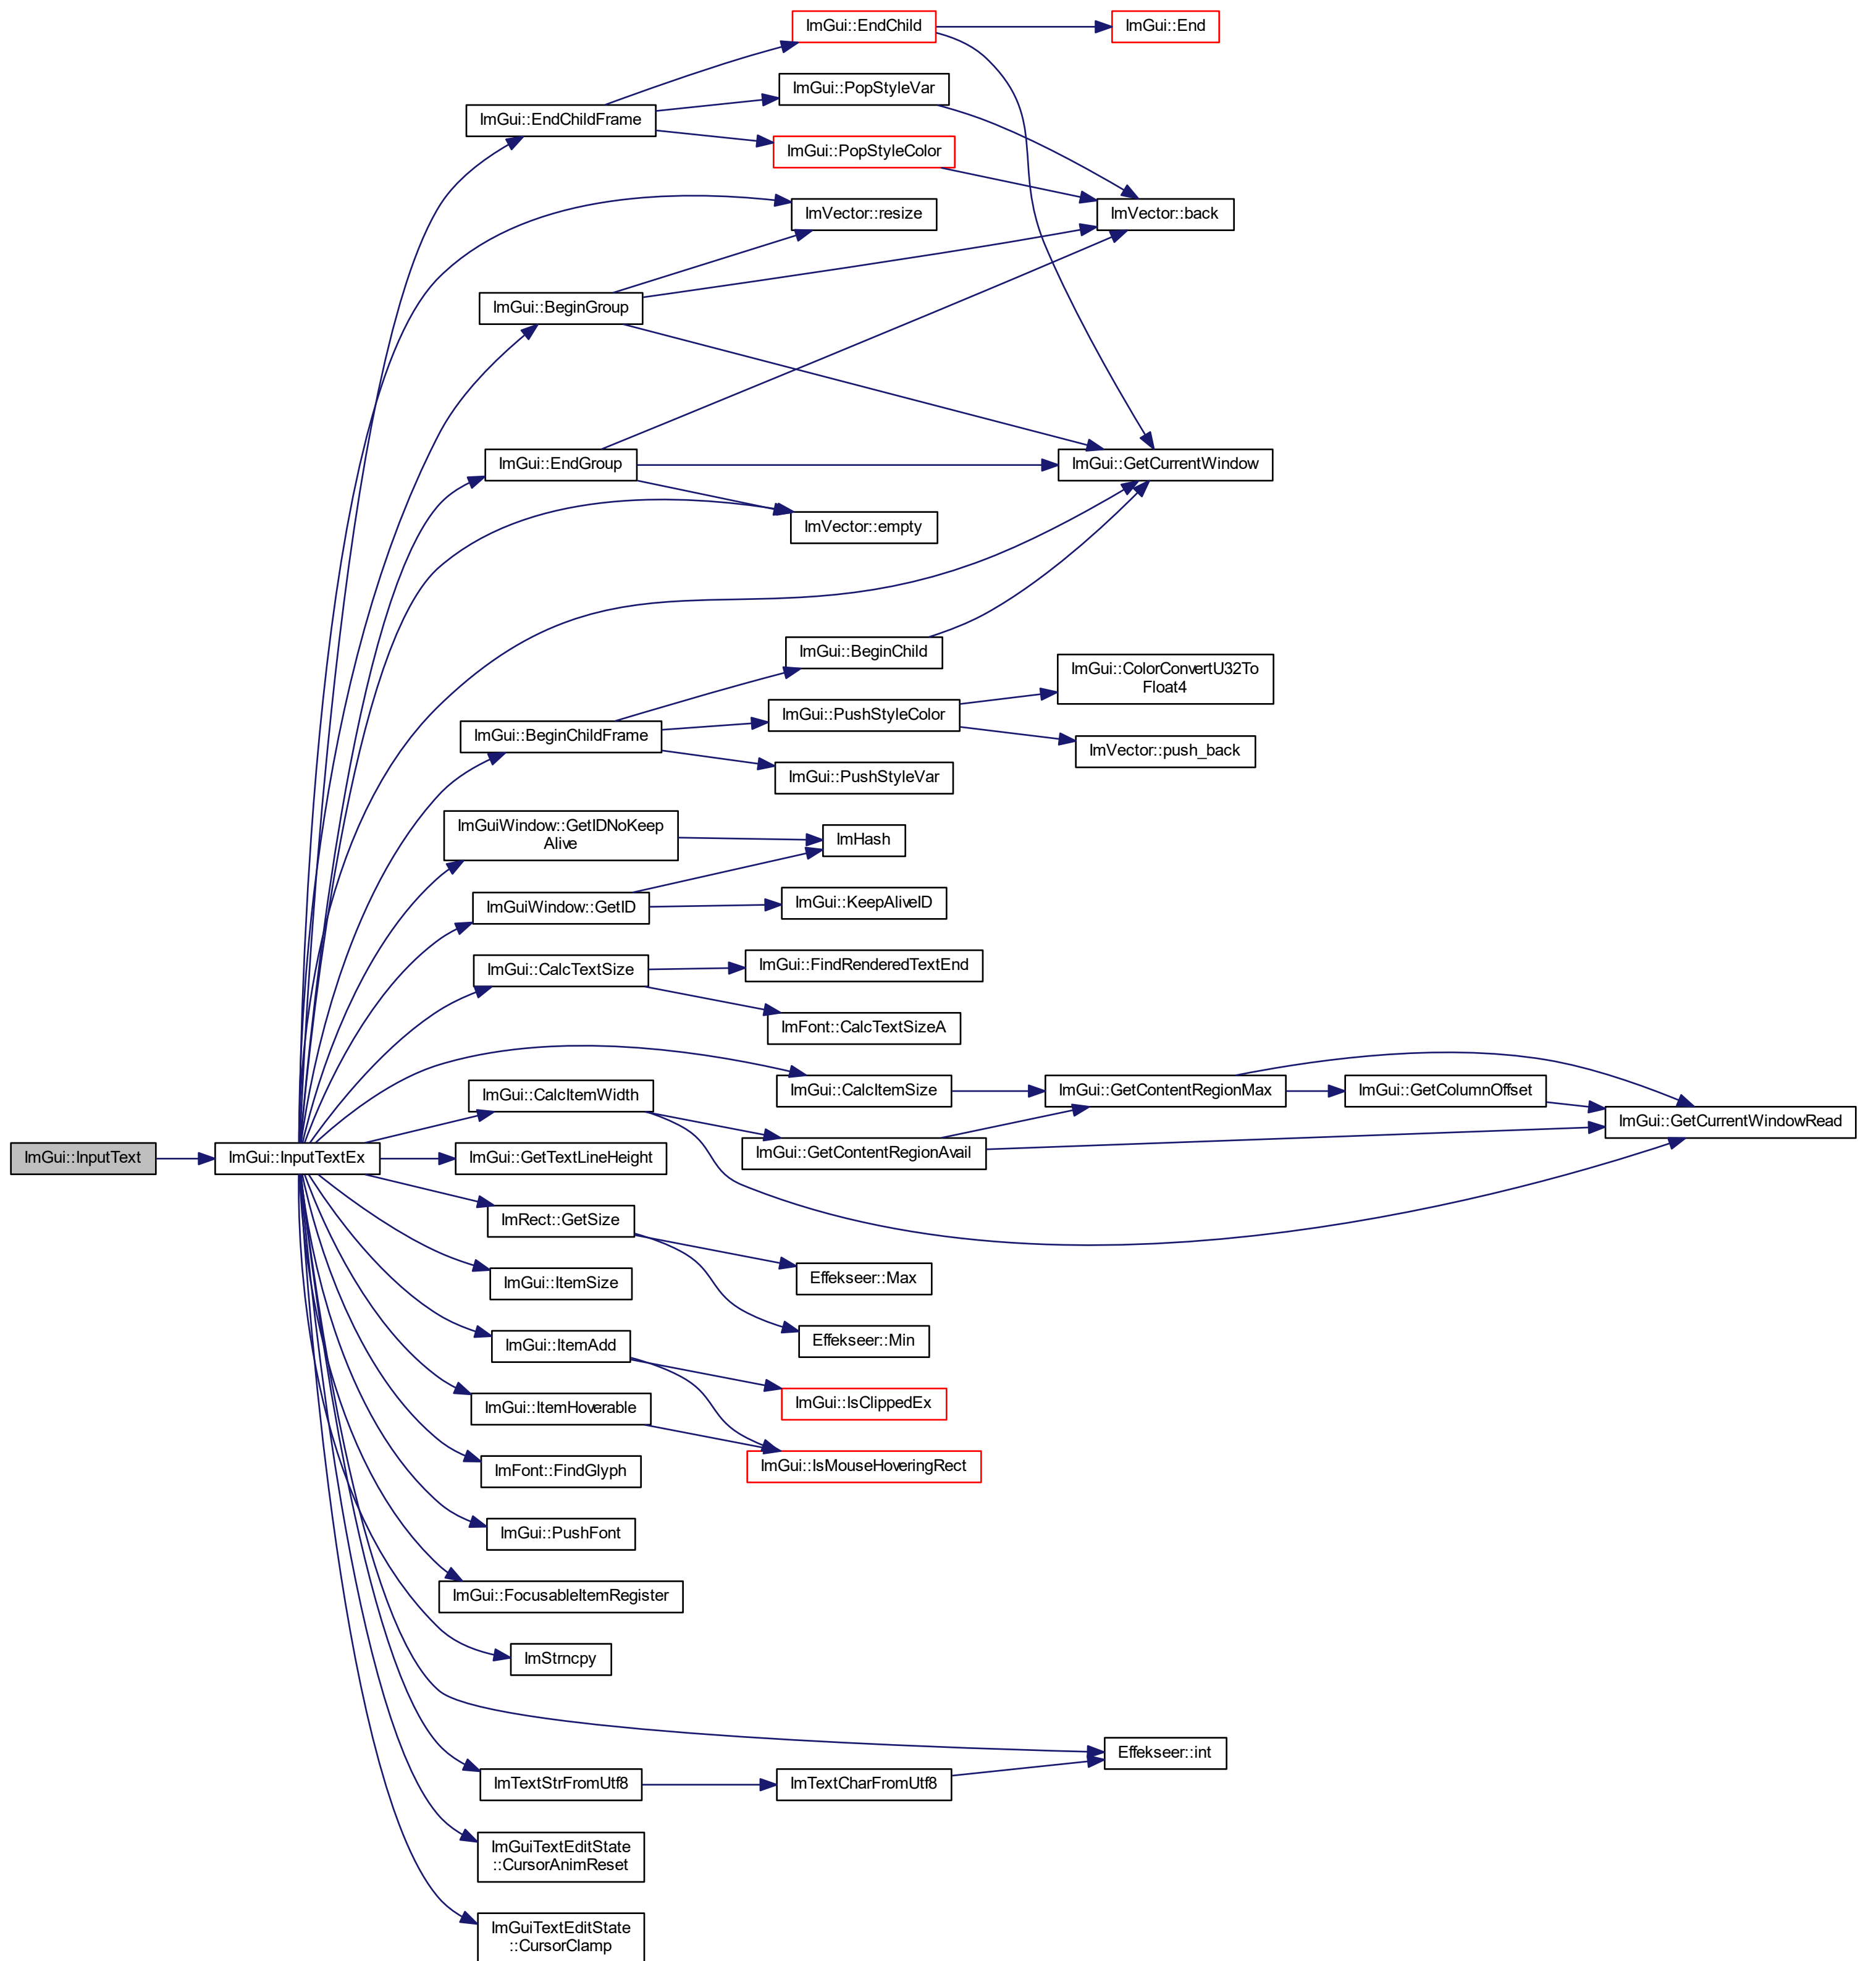 ImGui::EndChild
ImGui::End
ImGui::PopStyleVar
ImGui::EndChildFrame
ImGui::PopStyleColor
ImVector::resize
ImVector::back
ImGui::BeginGroup
ImGui::EndGroup
ImGui::GetCurrentWindow
ImVector::empty
ImGui::BeginChild
ImGui::ColorConvertU32To
Float4
ImGui::PushStyleColor
ImGui::BeginChildFrame
ImVector::push_back
ImGui::PushStyleVar
ImGuiWindow::GetIDNoKeep
Alive
ImHash
ImGuiWindow::GetID
ImGui::KeepAliveID
ImGui::CalcTextSize
ImGui::FindRenderedTextEnd
ImFont::CalcTextSizeA
ImGui::CalcItemSize
ImGui::GetContentRegionMax
ImGui::GetColumnOffset
ImGui::CalcItemWidth
ImGui::GetCurrentWindowRead
ImGui::GetContentRegionAvail
ImGui::InputText
ImGui::InputTextEx
ImGui::GetTextLineHeight
ImRect::GetSize
Effekseer::Max
ImGui::ItemSize
Effekseer::Min
ImGui::ItemAdd
ImGui::IsClippedEx
ImGui::ItemHoverable
ImGui::IsMouseHoveringRect
ImFont::FindGlyph
ImGui::PushFont
ImGui::FocusableItemRegister
ImStrncpy
Effekseer::int
ImTextStrFromUtf8
ImTextCharFromUtf8
ImGuiTextEditState
::CursorAnimReset
ImGuiTextEditState
::CursorClamp